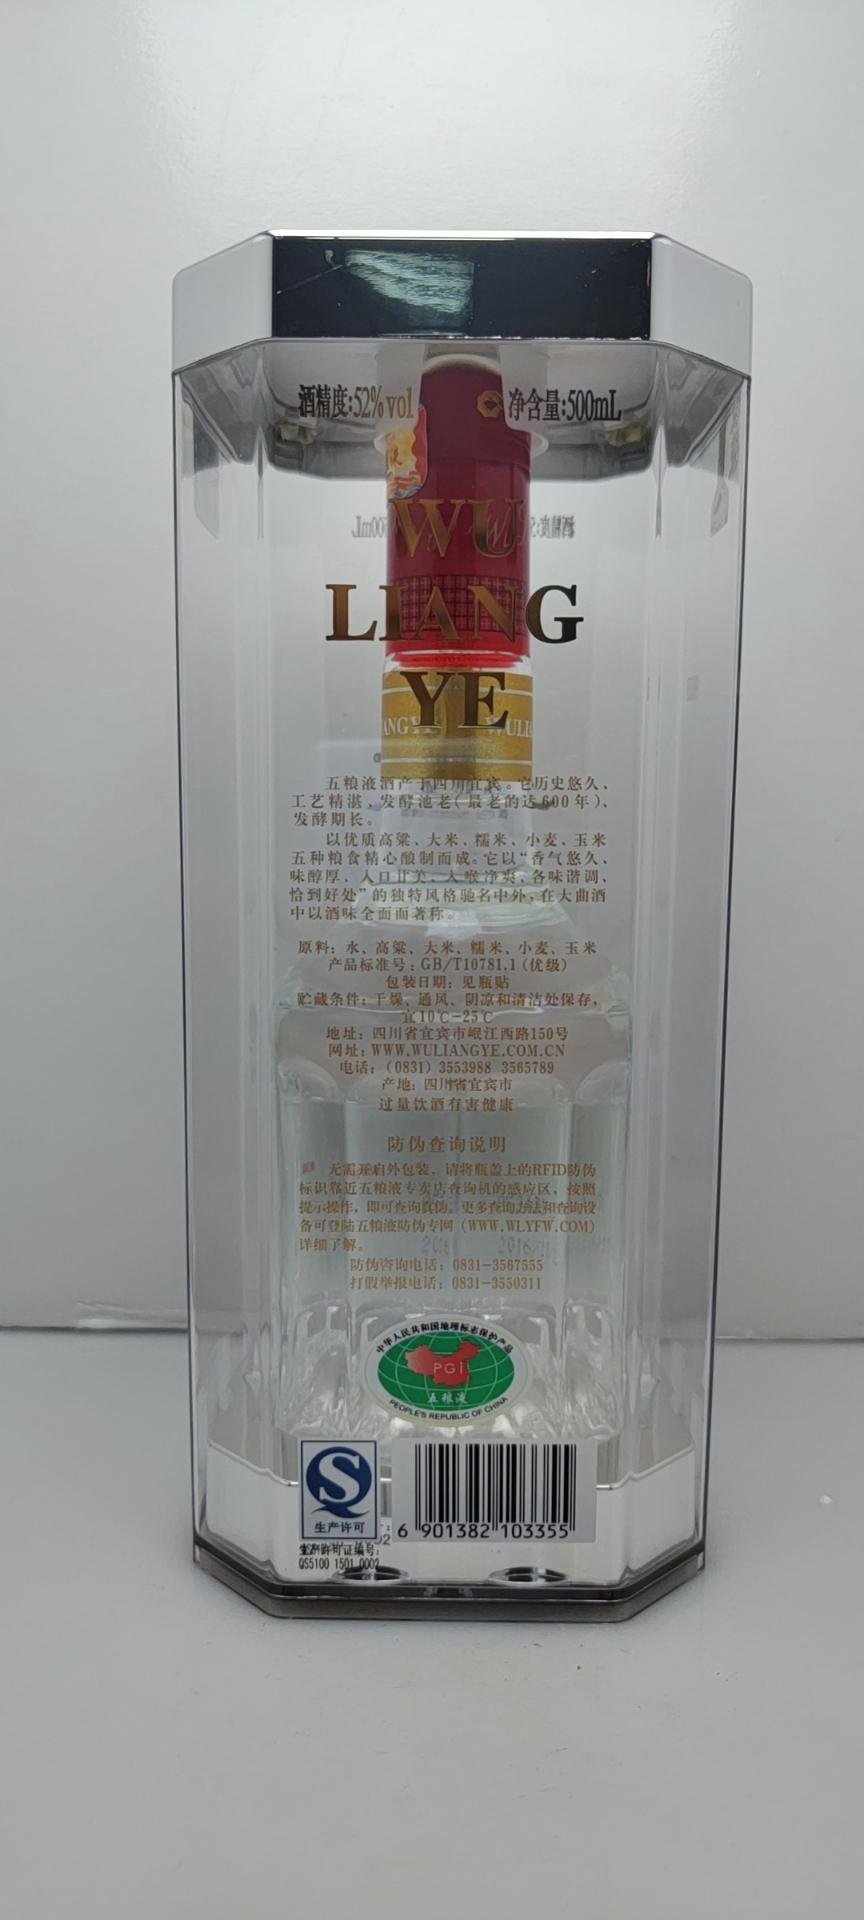 酒精度:52%vol 净含量:500mL
WU
LIANG
YE
五粮液酒产于四川宜宾。它历史悠久、
工艺精湛、发酵池老(最老的达600年)、
发酵期长。
以优质高粱、大米、糯米、小麦、玉米
五种粮食精心酿制而成。它以“香气悠久、
味醇厚、入口甘美、入喉净爽、各味谐调、
恰到好处”的独特风格驰名中外,在大曲酒
中以酒味全面而著称。
原料: 水、高粱、大米、糯米、小麦、玉米
产品标准号: GB/T10781.1(优级)
包装日期: 见瓶贴
贮藏条件: 干燥、通风、阴凉和清洁处保存,
宜10℃-25℃
地址: 四川省宜宾市岷江西路150号
网址: WWW.WULIANGYE.COM.CN
电话: (0831) 3553988 3565789
产地: 四川省宜宾市
过量饮酒有害健康
防伪查询说明
无需开启外包装, 请将瓶盖上的RFID防伪
标识靠近五粮液专卖店查询机的感应区, 按照
提示操作, 即可查询真伪。更多查询方法和查询设
备可登陆五粮液防伪专网(WWW.WLYFW.COM)
详细了解。
防伪咨询电话: 0831-3567555
打假举报电话: 0831-3550311
中华人民共和国地理标志保护产品
PGi
五粮液
PEOPLE'S REPUBLIC OF CHINA
生产许可
生产许可证编号:
QS5100 1501 0002
6 901382 103355